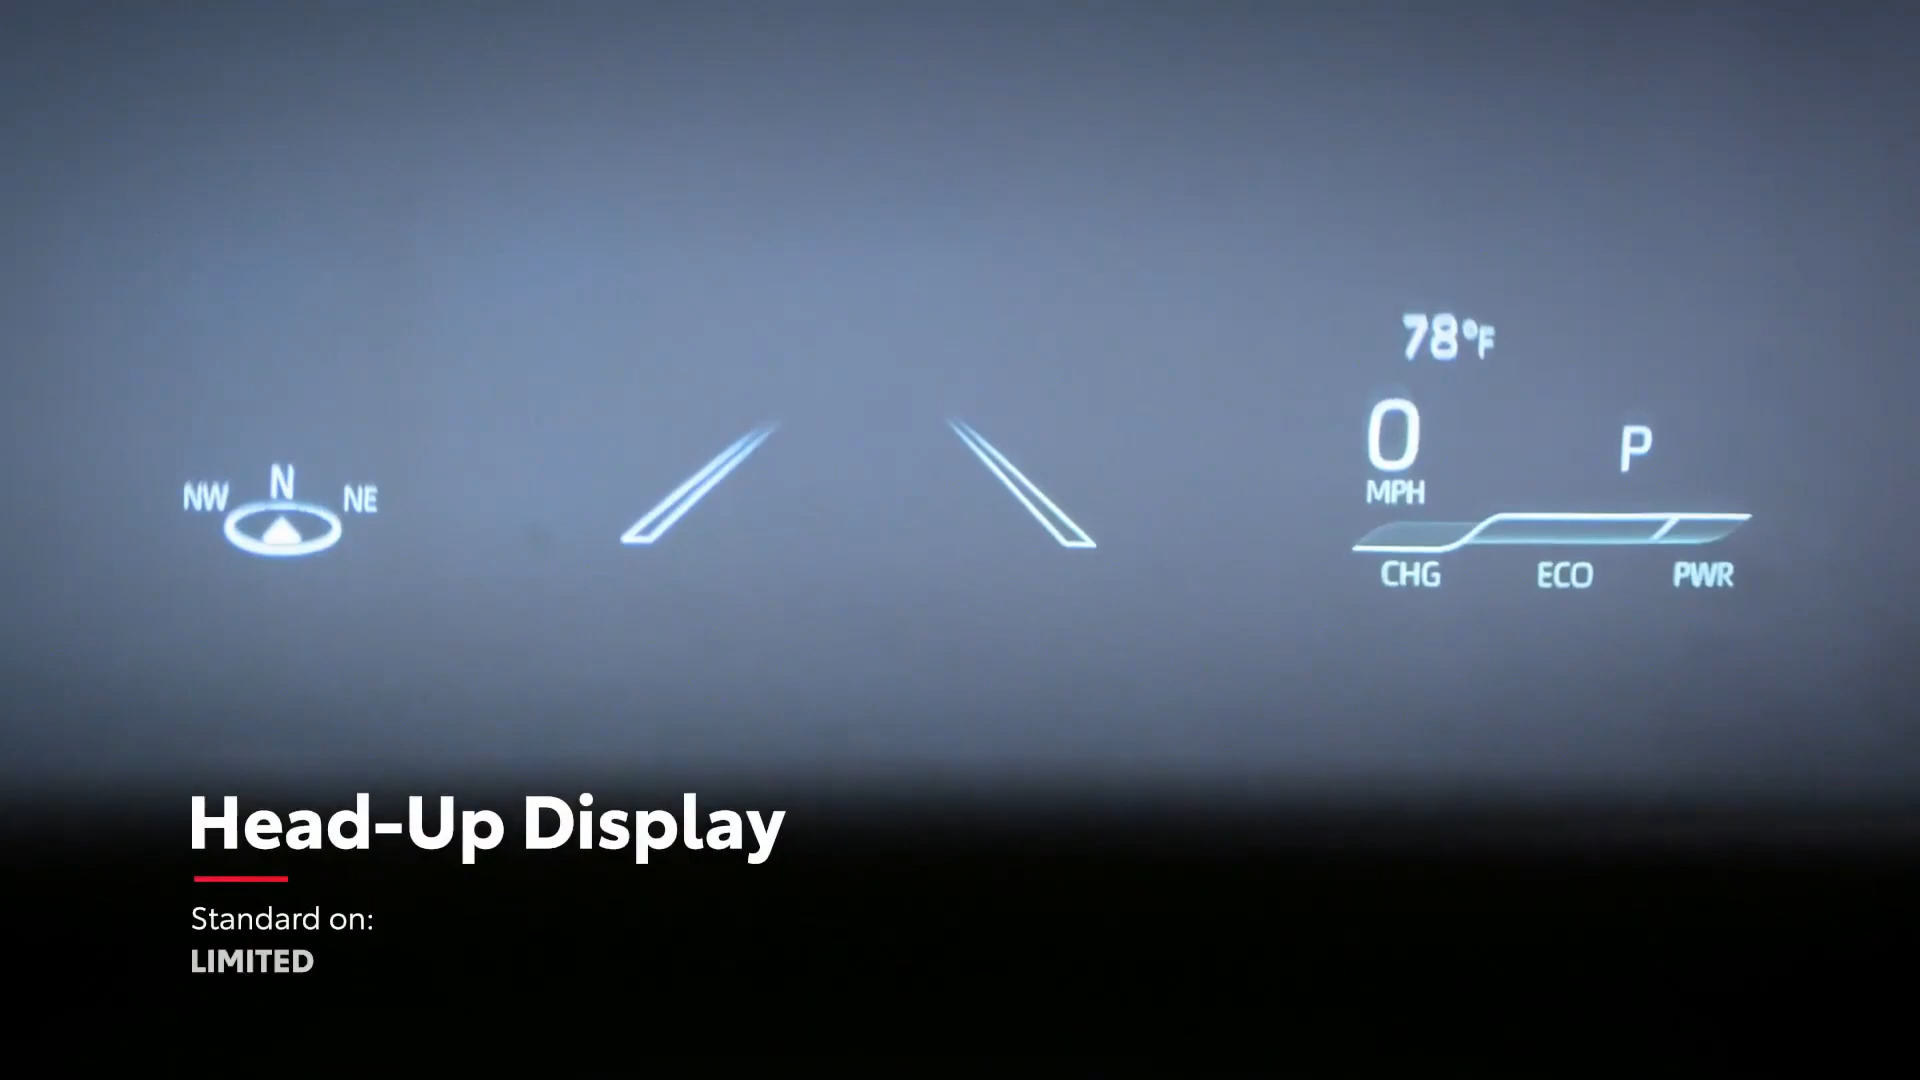 78°F
0
P
MPH
NW N NE
CHG ECO PWR
Head-Up Display
Standard on:
LIMITED